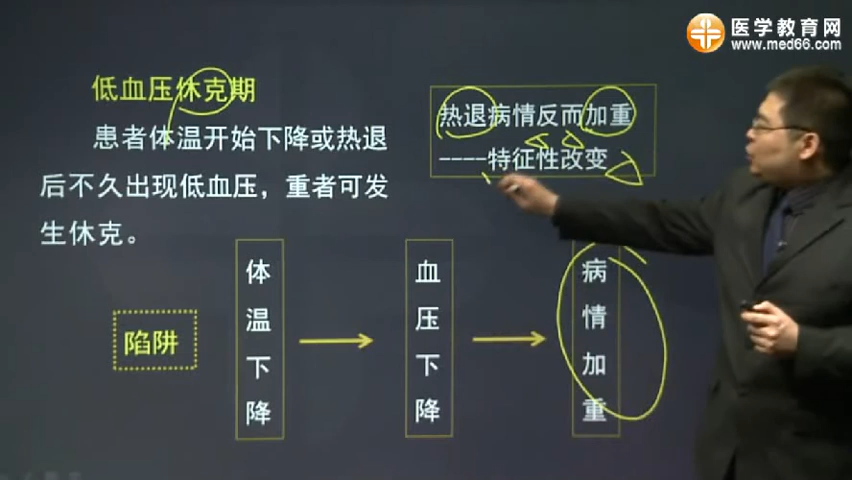 医学教育网
www.med66.com
低血压休克期
患者体温开始下降或热退
后不久出现低血压，重者可发
生休克。
热退病情反而加重
----特征性改变
陷阱
体温下降
血压下降
病情加重